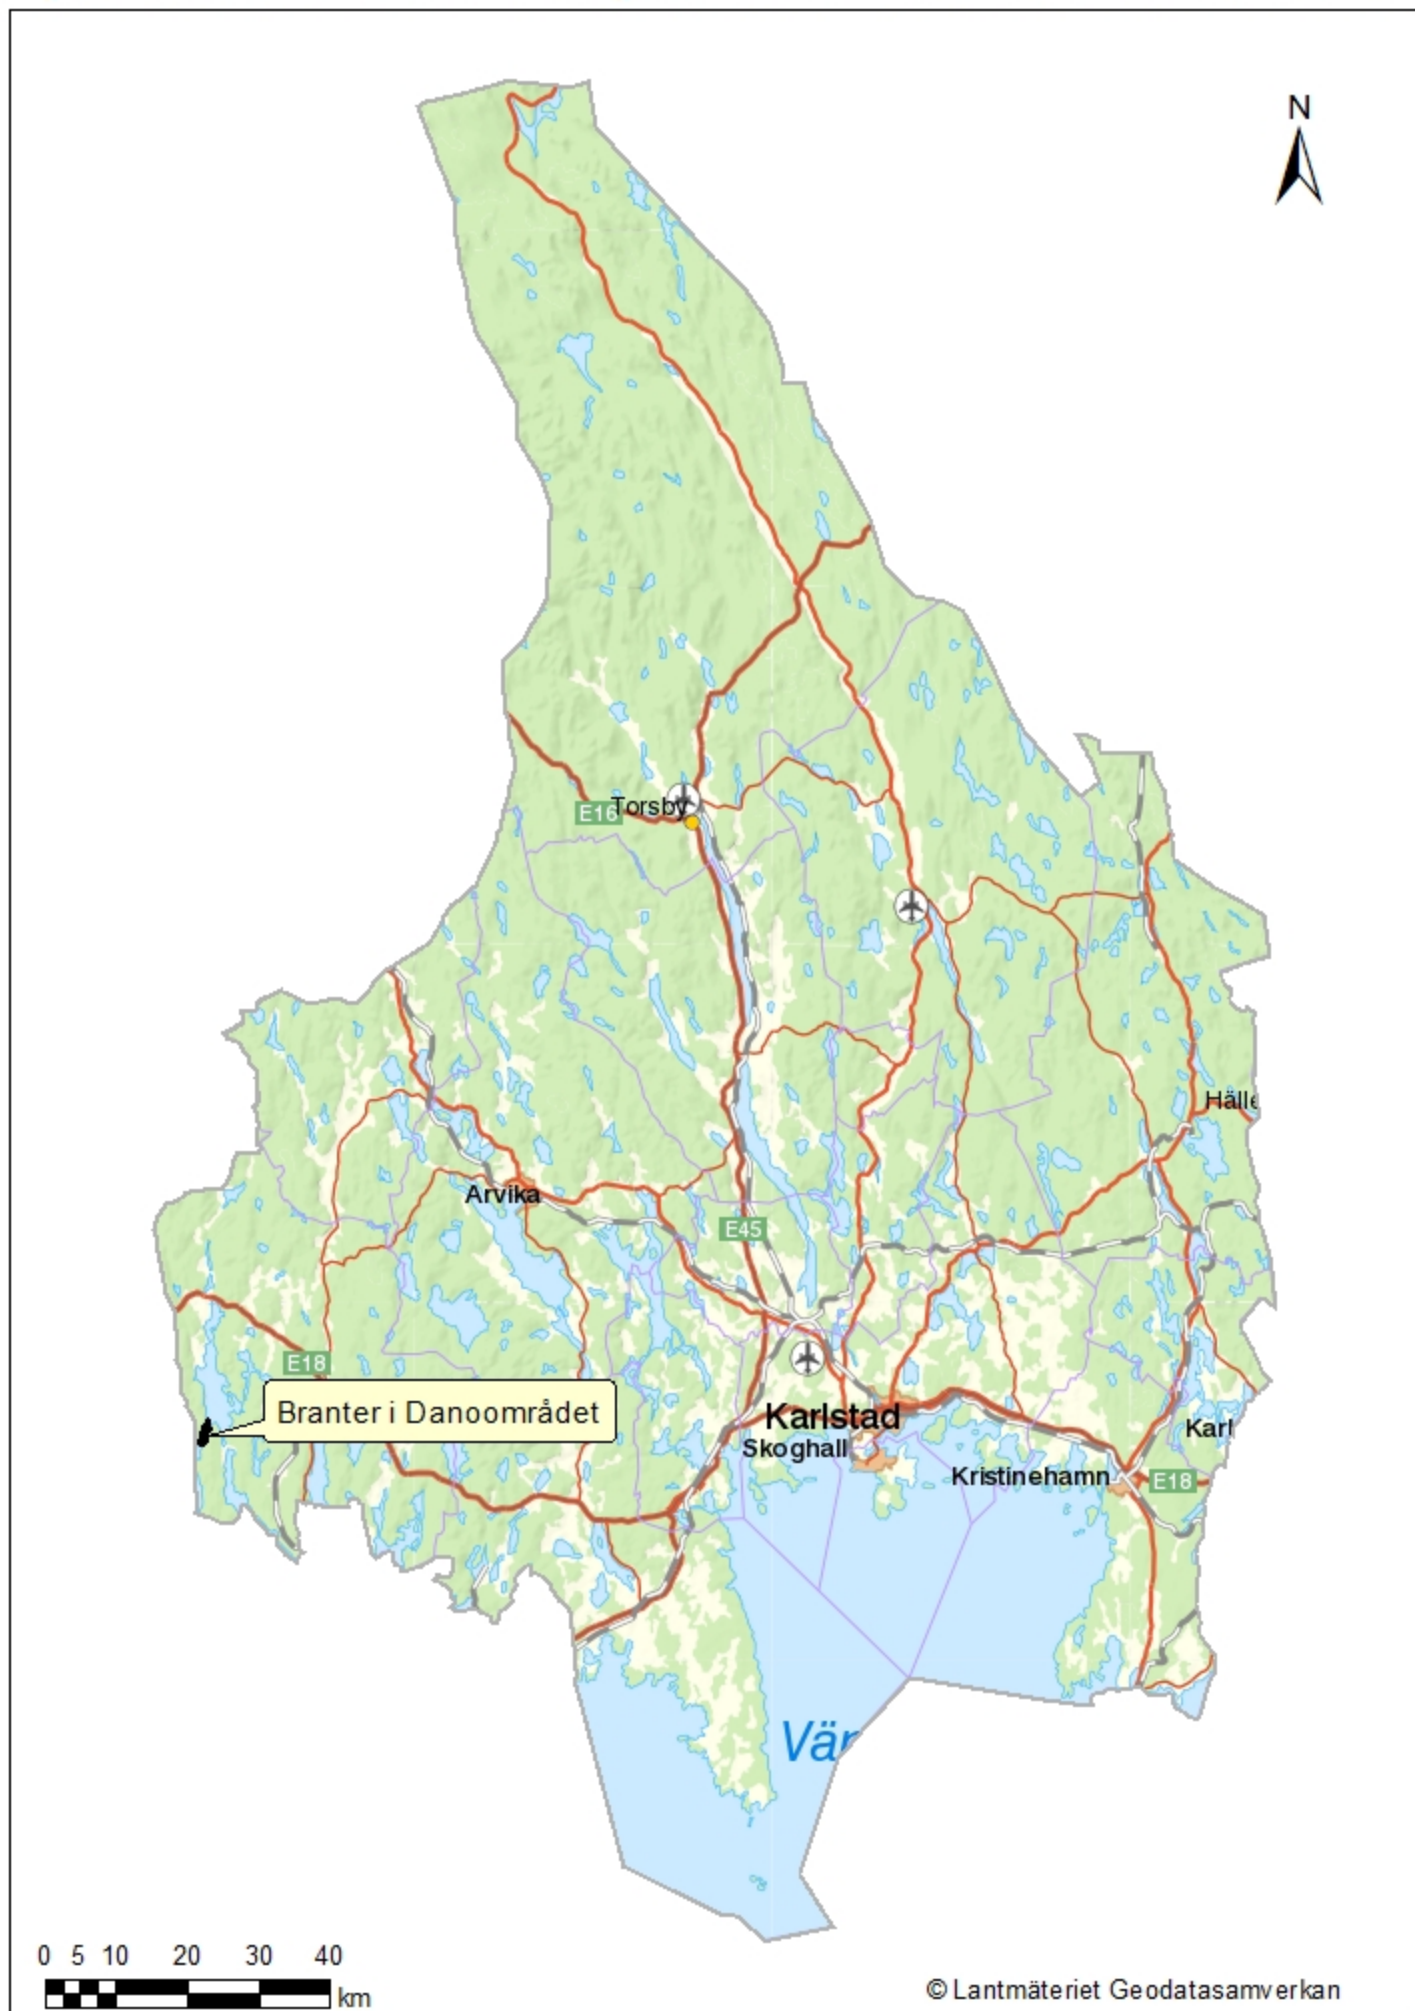 N
Torsby
E16
Hälle
Arvika
E45
E18
Branter i Danoområdet
Karlstad
Karl
Skoghall
Kristinehamn
E18
Vär
0 5 10 20 30 40
km
© Lantmäteriet Geodatasamverkan